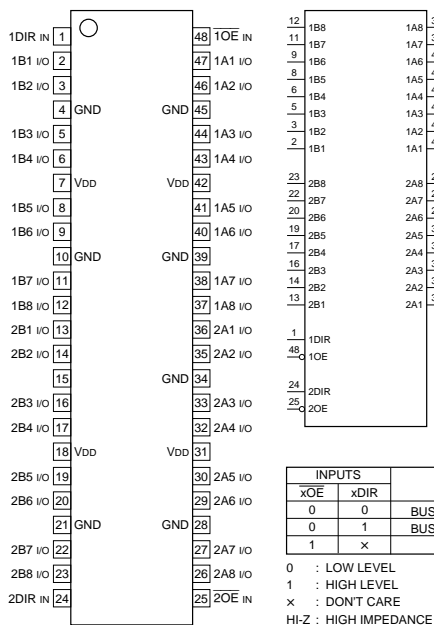 1DIR IN 1 48 1OE IN
1B1 I/O 2 47 1A1 I/O
1B2 I/O 3 46 1A2 I/O
4 GND 45
1B3 I/O 5 44 1A3 I/O
1B4 I/O 6 43 1A4 I/O
7 VDD VDD 42
1B5 I/O 8 41 1A5 I/O
1B6 I/O 9 40 1A6 I/O
10 GND 39
1B7 I/O 11 38 1A7 I/O
1B8 I/O 12 37 1A8 I/O
2B1 I/O 13 36 2A1 I/O
2B2 I/O 14 35 2A2 I/O
15 GND 34
2B3 I/O 16 33 2A3 I/O
2B4 I/O 17 32 2A4 I/O
18 VDD VDD 31
2B5 I/O 19 30 2A5 I/O
2B6 I/O 20 29 2A6 I/O
21 GND GND 28
2B7 I/O 22 27 2A7 I/O
2B8 I/O 23 26 2A8 I/O
2DIR IN 24 25 2OE IN
12 1B8 1A8
11 1B7 1A7
9 1B6 1A6
8 1B5 1A5
6 1B4 1A4
5 1B3 1A3
3 1B2 1A2
2 1B1 1A1
23 2B8 2A8
22 2B7 2A7
20 2B6 2A6
19 2B5 2A5
17 2B4 2A4
16 2B3 2A3
14 2B2 2A2
13 2B1 2A1
1 1DIR
48 1OE
24 2DIR
25 2OE
INPUTS
xOE xDIR
0 0 BUS
0 1 BUS
1 ×
0 : LOW LEVEL
1 : HIGH LEVEL
× : DON'T CARE
HI-Z : HIGH IMPEDANCE